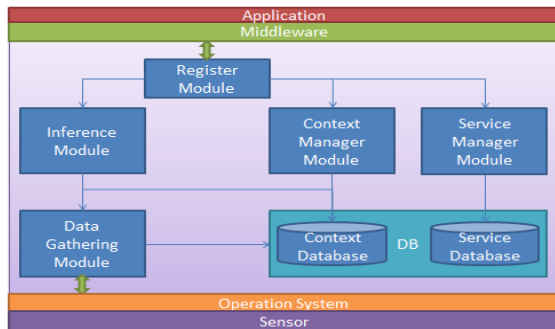 Application
Middleware
Register
Module
Inference
Module
Context
Manager
Module
Service
Manager
Module
Data
Gathering
Module
Context
Database
DB
Service
Database
Operation System
Sensor